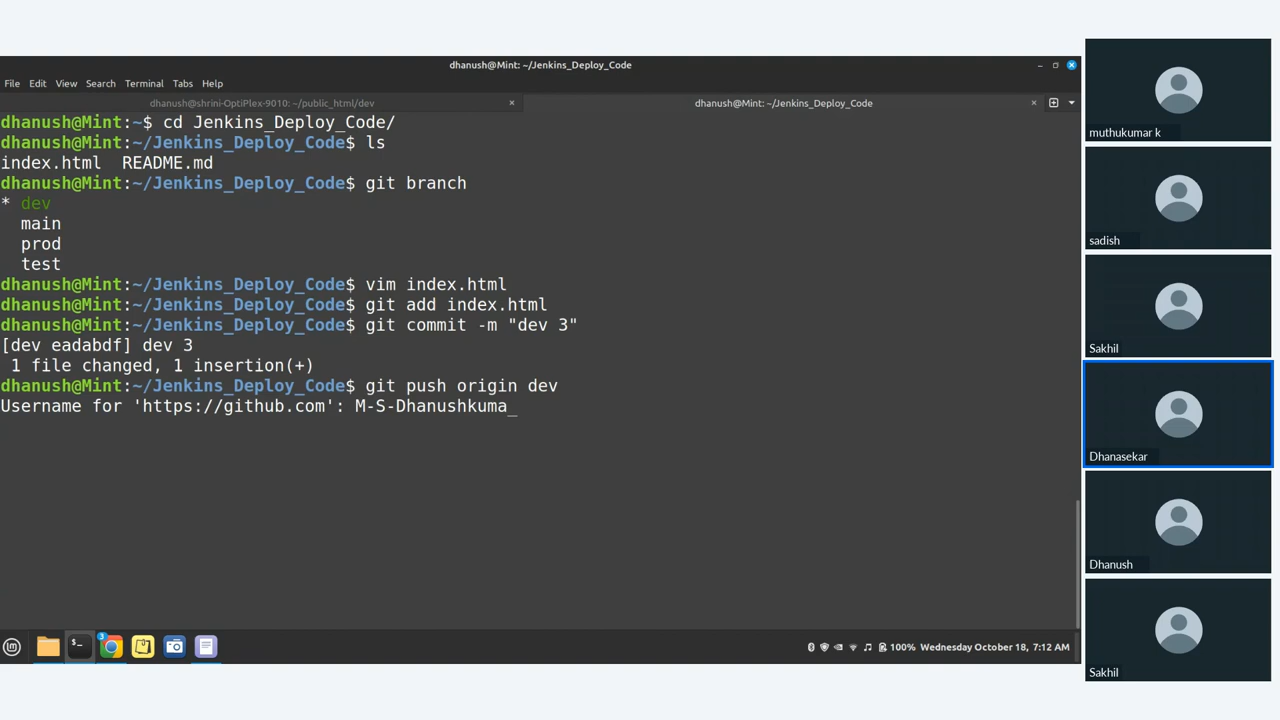 dhanush@Mint: ~/Jenkins_Deploy_Code
File Edit View Search Terminal Tabs Help
dhanush@shrini-OptiPlex-9010: ~/public_html/dev
dhanush@Mint: ~/Jenkins_Deploy_Code
dhanush@Mint:~$ cd Jenkins_Deploy_Code/
dhanush@Mint:~/Jenkins_Deploy_Code$ ls
index.html  README.md
dhanush@Mint:~/Jenkins_Deploy_Code$ git branch
* dev
main
prod
test
dhanush@Mint:~/Jenkins_Deploy_Code$ vim index.html
dhanush@Mint:~/Jenkins_Deploy_Code$ git add index.html
dhanush@Mint:~/Jenkins_Deploy_Code$ git commit -m "dev 3"
[dev eadabdf] dev 3
1 file changed, 1 insertion(+)
dhanush@Mint:~/Jenkins_Deploy_Code$ git push origin dev
Username for 'https://github.com': M-S-Dhanushkuma_
3
100% Wednesday October 18, 7:12 AM
muthukumar k
sadish
Sakhil
Dhanasekar
Dhanush
Sakhil